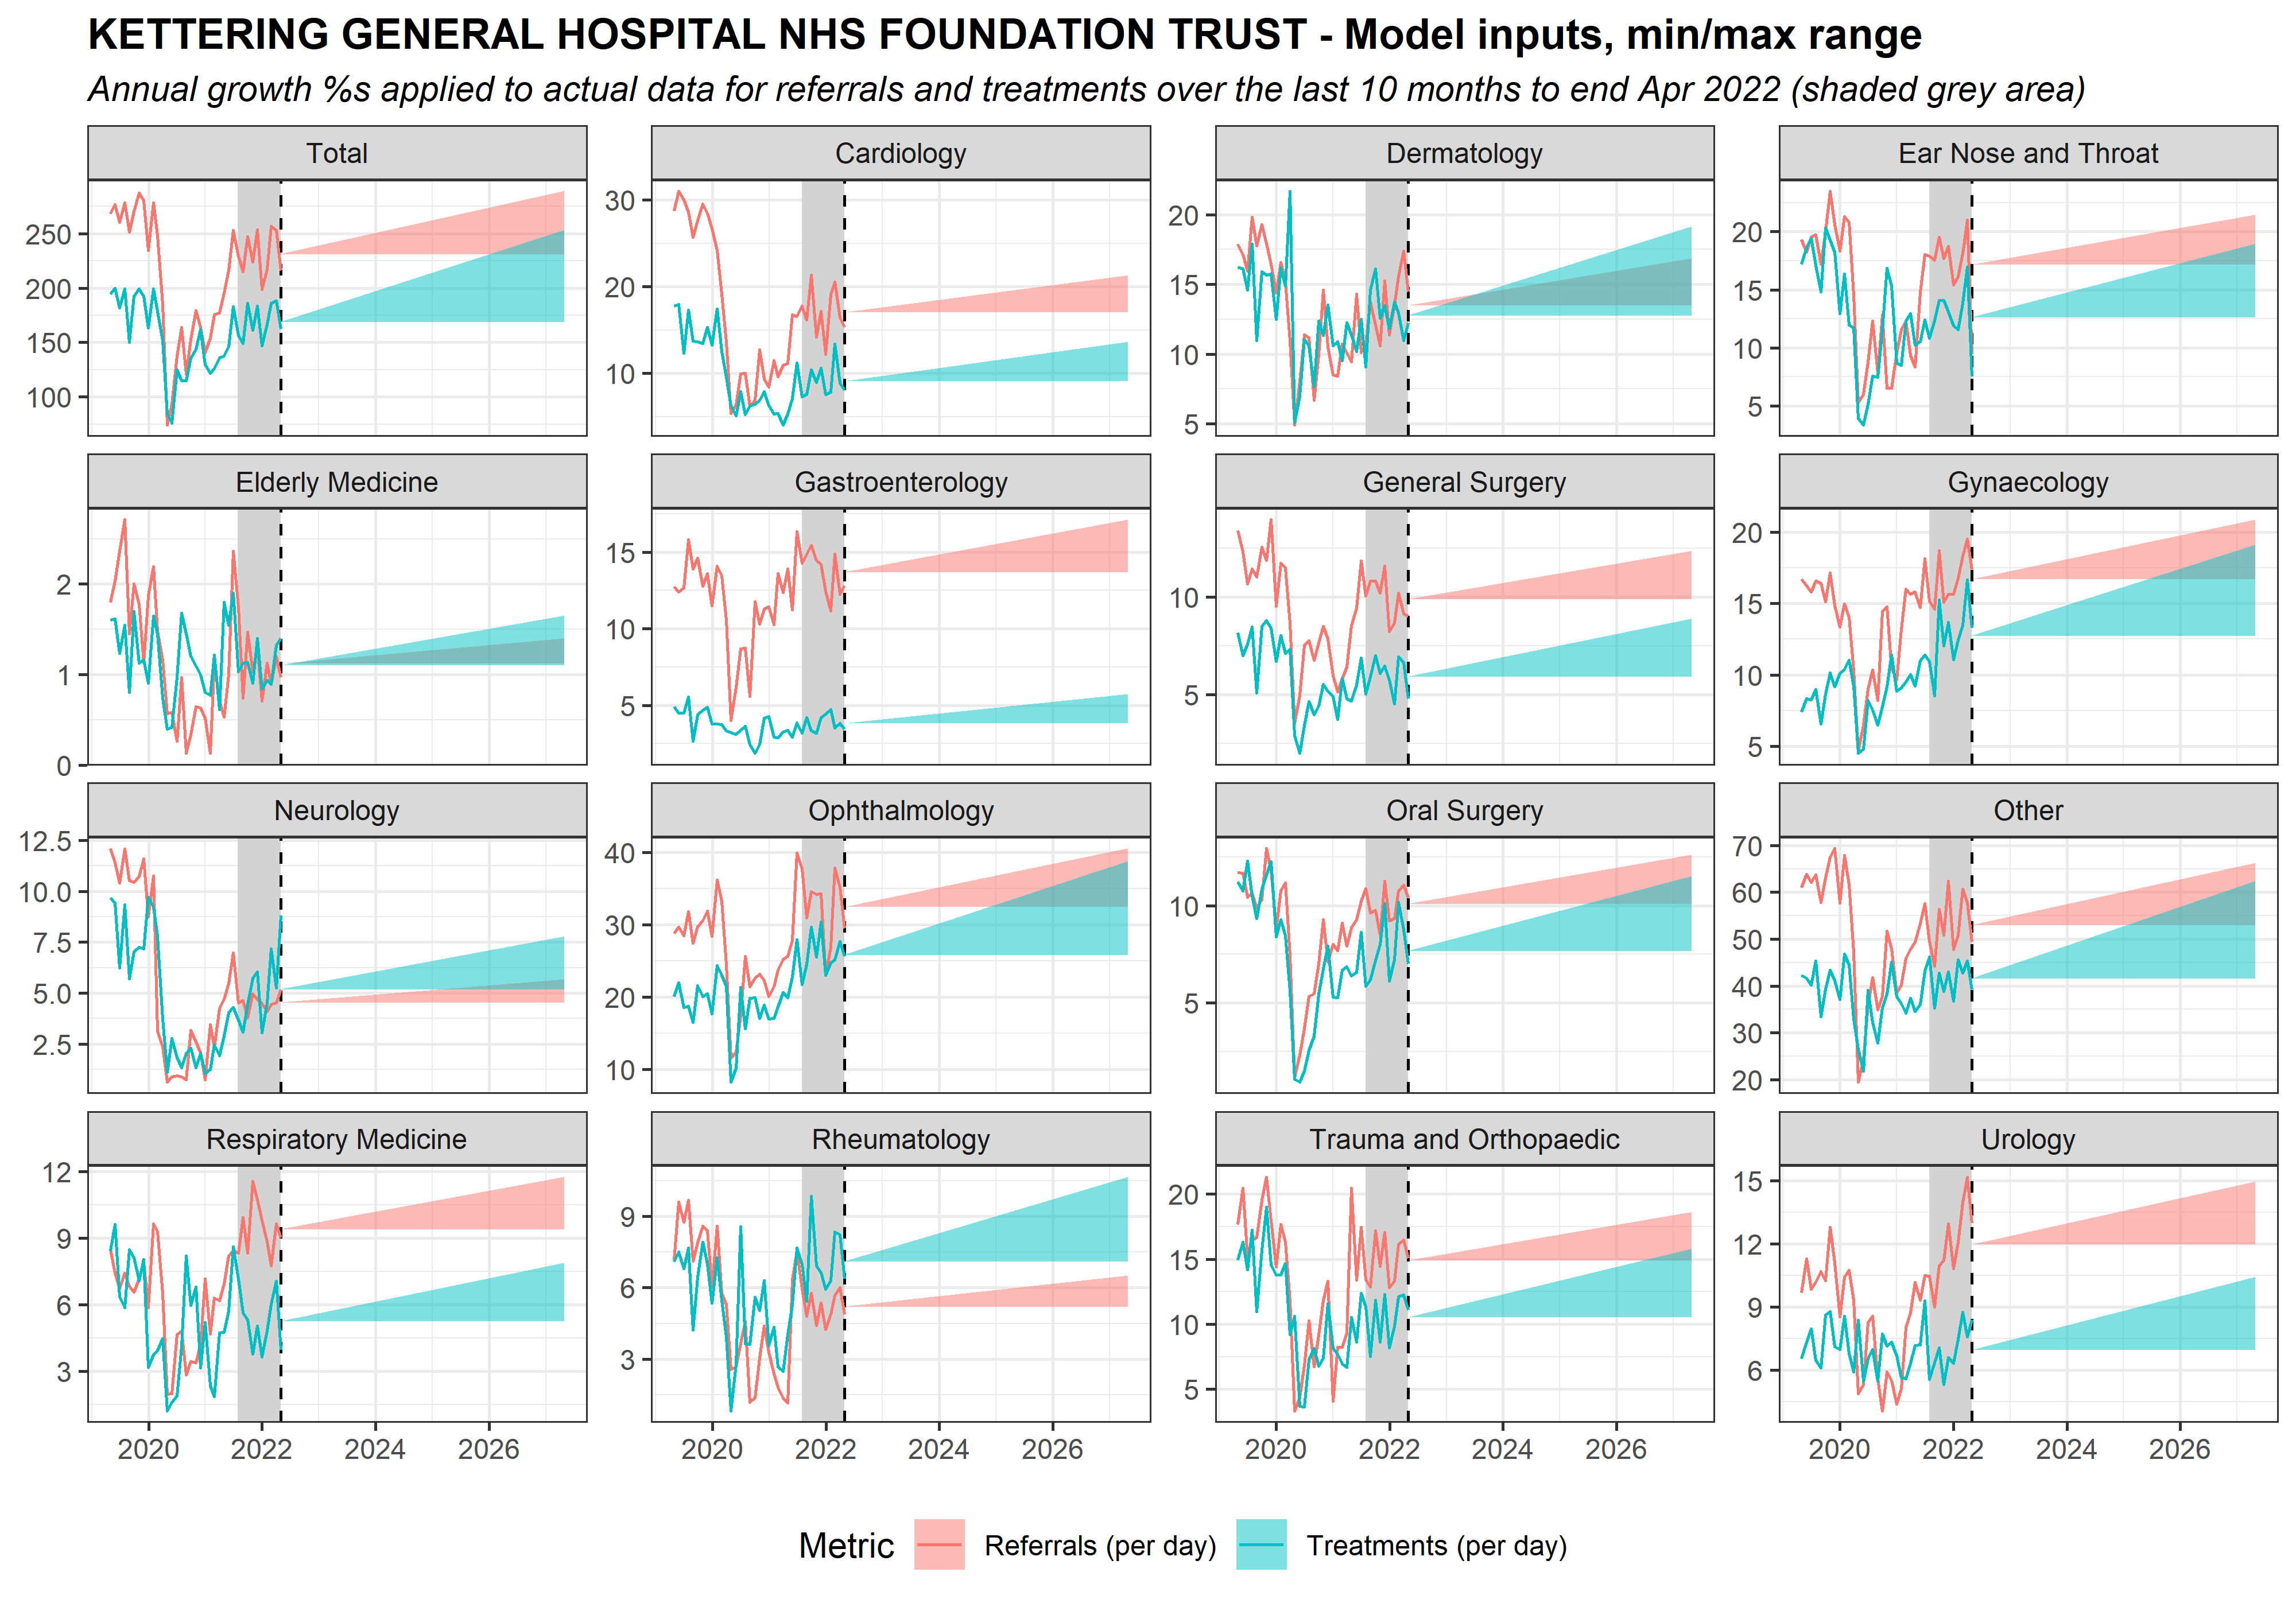 KETTERING GENERAL HOSPITAL NHS FOUNDATION TRUST - Model inputs, min/max range
Annual growth %s applied to actual data for referrals and treatments over the last 10 months to end Apr 2022 (shaded grey area)
Total
250
200
150
100
Cardiology
30
20
10
Dermatology
20
15
10
5
Ear Nose and Throat
20
15
10
5
Elderly Medicine
2
1
0
Gastroenterology
15
10
5
General Surgery
10
5
Gynaecology
20
15
10
5
Neurology
12.5
10.0
7.5
5.0
2.5
Ophthalmology
40
30
20
10
Oral Surgery
10
5
Other
70
60
50
40
30
20
Respiratory Medicine
12
9
6
3
2020 2022 2024 2026
Rheumatology
9
6
3
2020 2022 2024 2026
Trauma and Orthopaedic
20
15
10
5
2020 2022 2024 2026
Urology
15
12
9
6
2020 2022 2024 2026
Metric Referrals (per day) Treatments (per day)